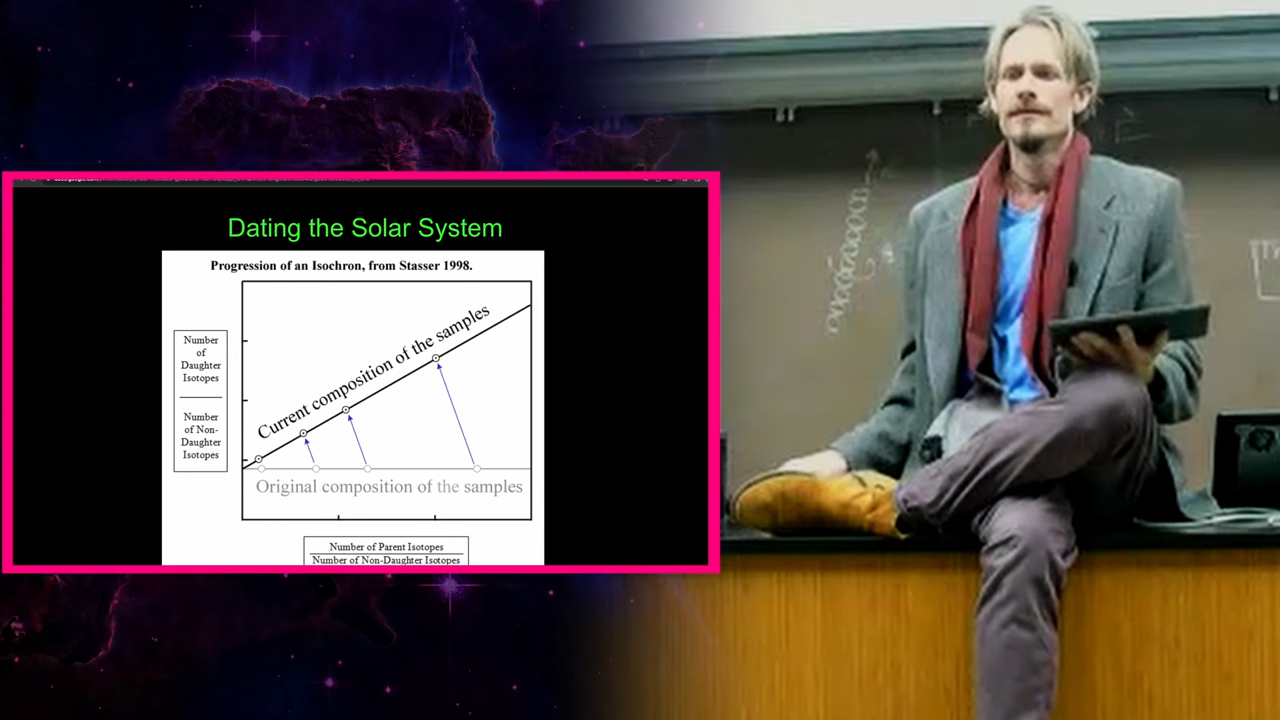 Dating the Solar System
Progression of an Isochron, from Stasser 1998.
Number
of
Daughter
Isotopes
Number
of Non-
Daughter
Isotopes
Current composition of the samples
Original composition of the samples
Number of Parent Isotopes
Number of Non-Daughter Isotopes